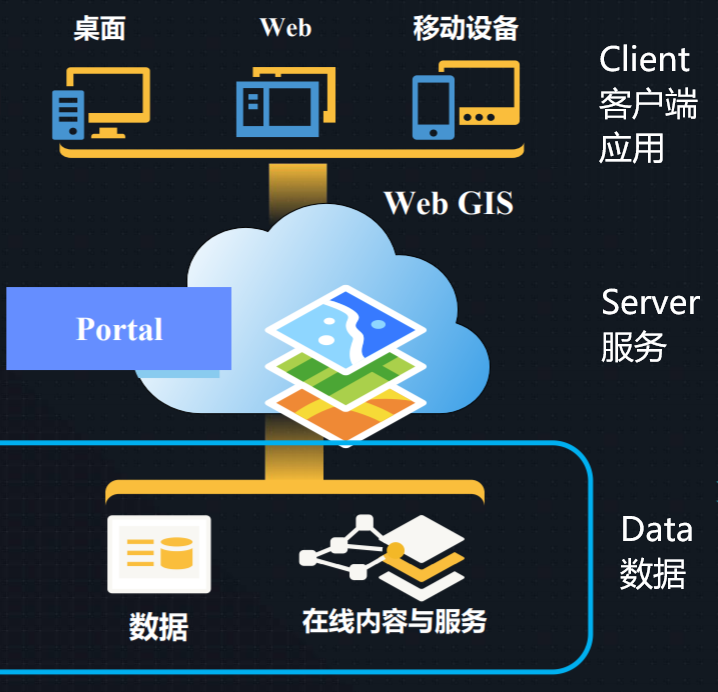 桌面
Web
移动设备
Client
客户端
应用
Web GIS
Portal
Server
服务
Data
数据
数据
在线内容与服务